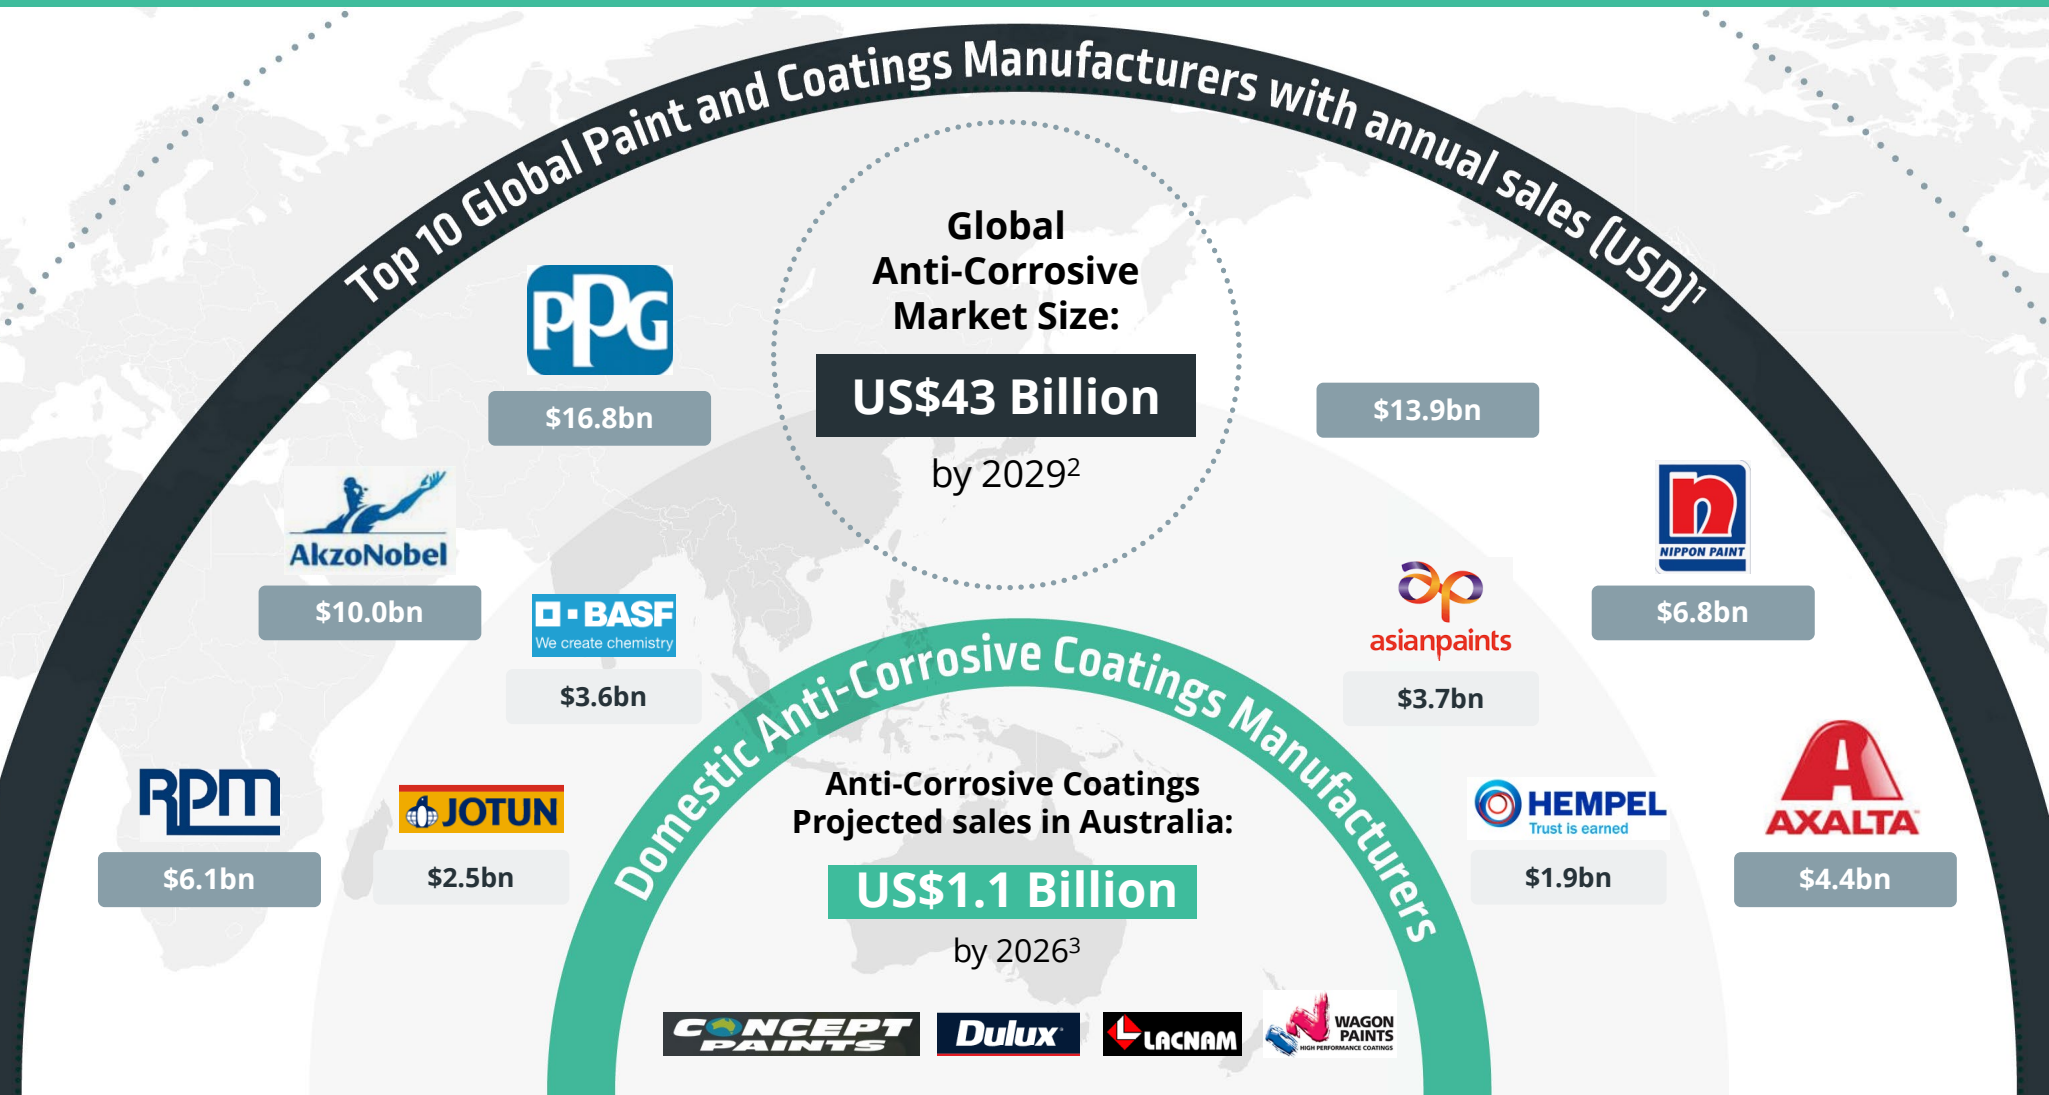 Top 10 Global Paint and Coatings Manufacturers with annual sales (USD)¹
Global
Anti-Corrosive
Market Size:
US$43 Billion
by 2029²
PPG
$16.8bn
$13.9bn
AkzoNobel
$10.0bn
NIPPON PAINT
$6.8bn
BASF
We create chemistry
$3.6bn
asianpaints
$3.7bn
RPM
$6.1bn
JOTUN
$2.5bn
HEMPEL
Trust is earned
$1.9bn
AXALTA
$4.4bn
Domestic Anti-Corrosive Coatings Manufacturers
Anti-Corrosive Coatings
Projected sales in Australia:
US$1.1 Billion
by 2026³
CONCEPT
PAINTS
Dulux
LACNAM
WAGON
PAINTS
HIGH PERFORMANCE COATINGS